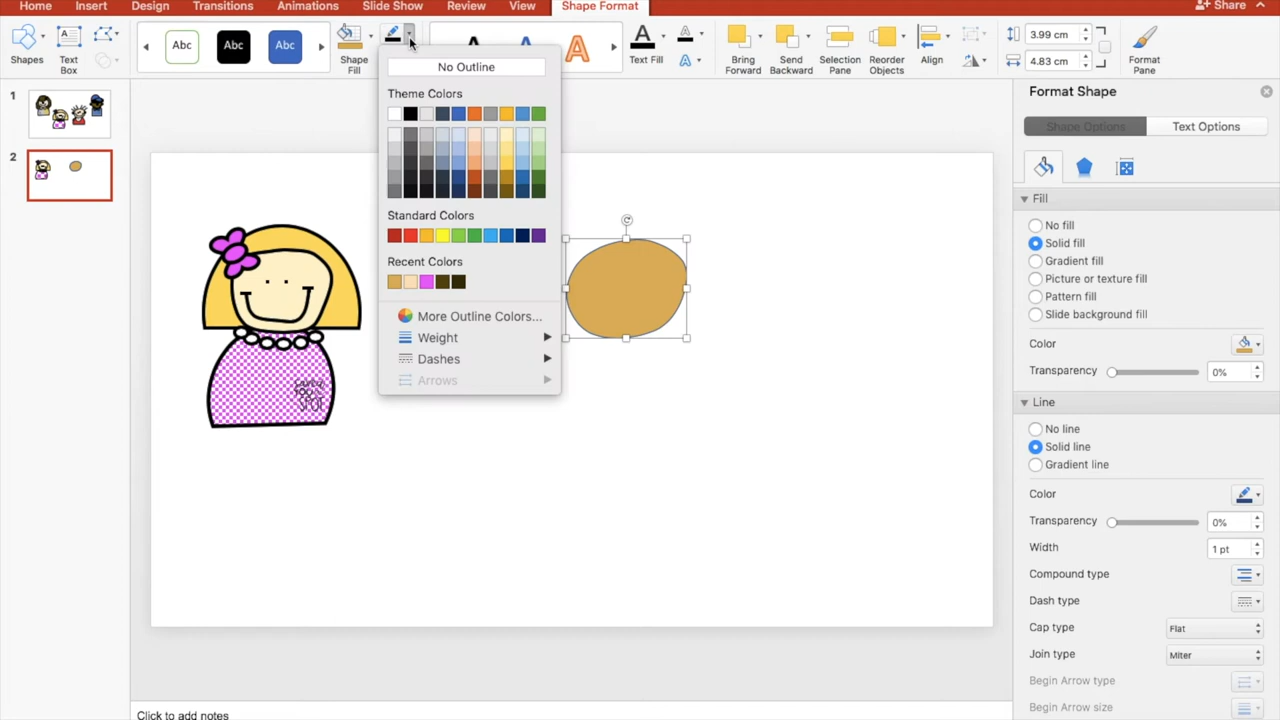 Home Insert Draw Design Transitions Animations Slide Show Review View Shape Format Share
Shapes
Text Box
Abc Abc Abc
Shape Fill
A A A
Text Fill
Bring Forward
Send Backward
Selection Pane
Reorder Objects
Align
3.99 cm
4.83 cm
Format Pane
No Outline
Theme Colors
Standard Colors
Recent Colors
More Outline Colors...
Weight
Dashes
Arrows
1
2
SPOT
Format Shape
Shape Options Text Options
Fill
No fill
Solid fill
Gradient fill
Picture or texture fill
Pattern fill
Slide background fill
Color
Transparency 0%
Line
No line
Solid line
Gradient line
Color
Transparency 0%
Width 1 pt
Compound type
Dash type
Cap type Flat
Join type Miter
Begin Arrow type
Begin Arrow size
Click to add notes